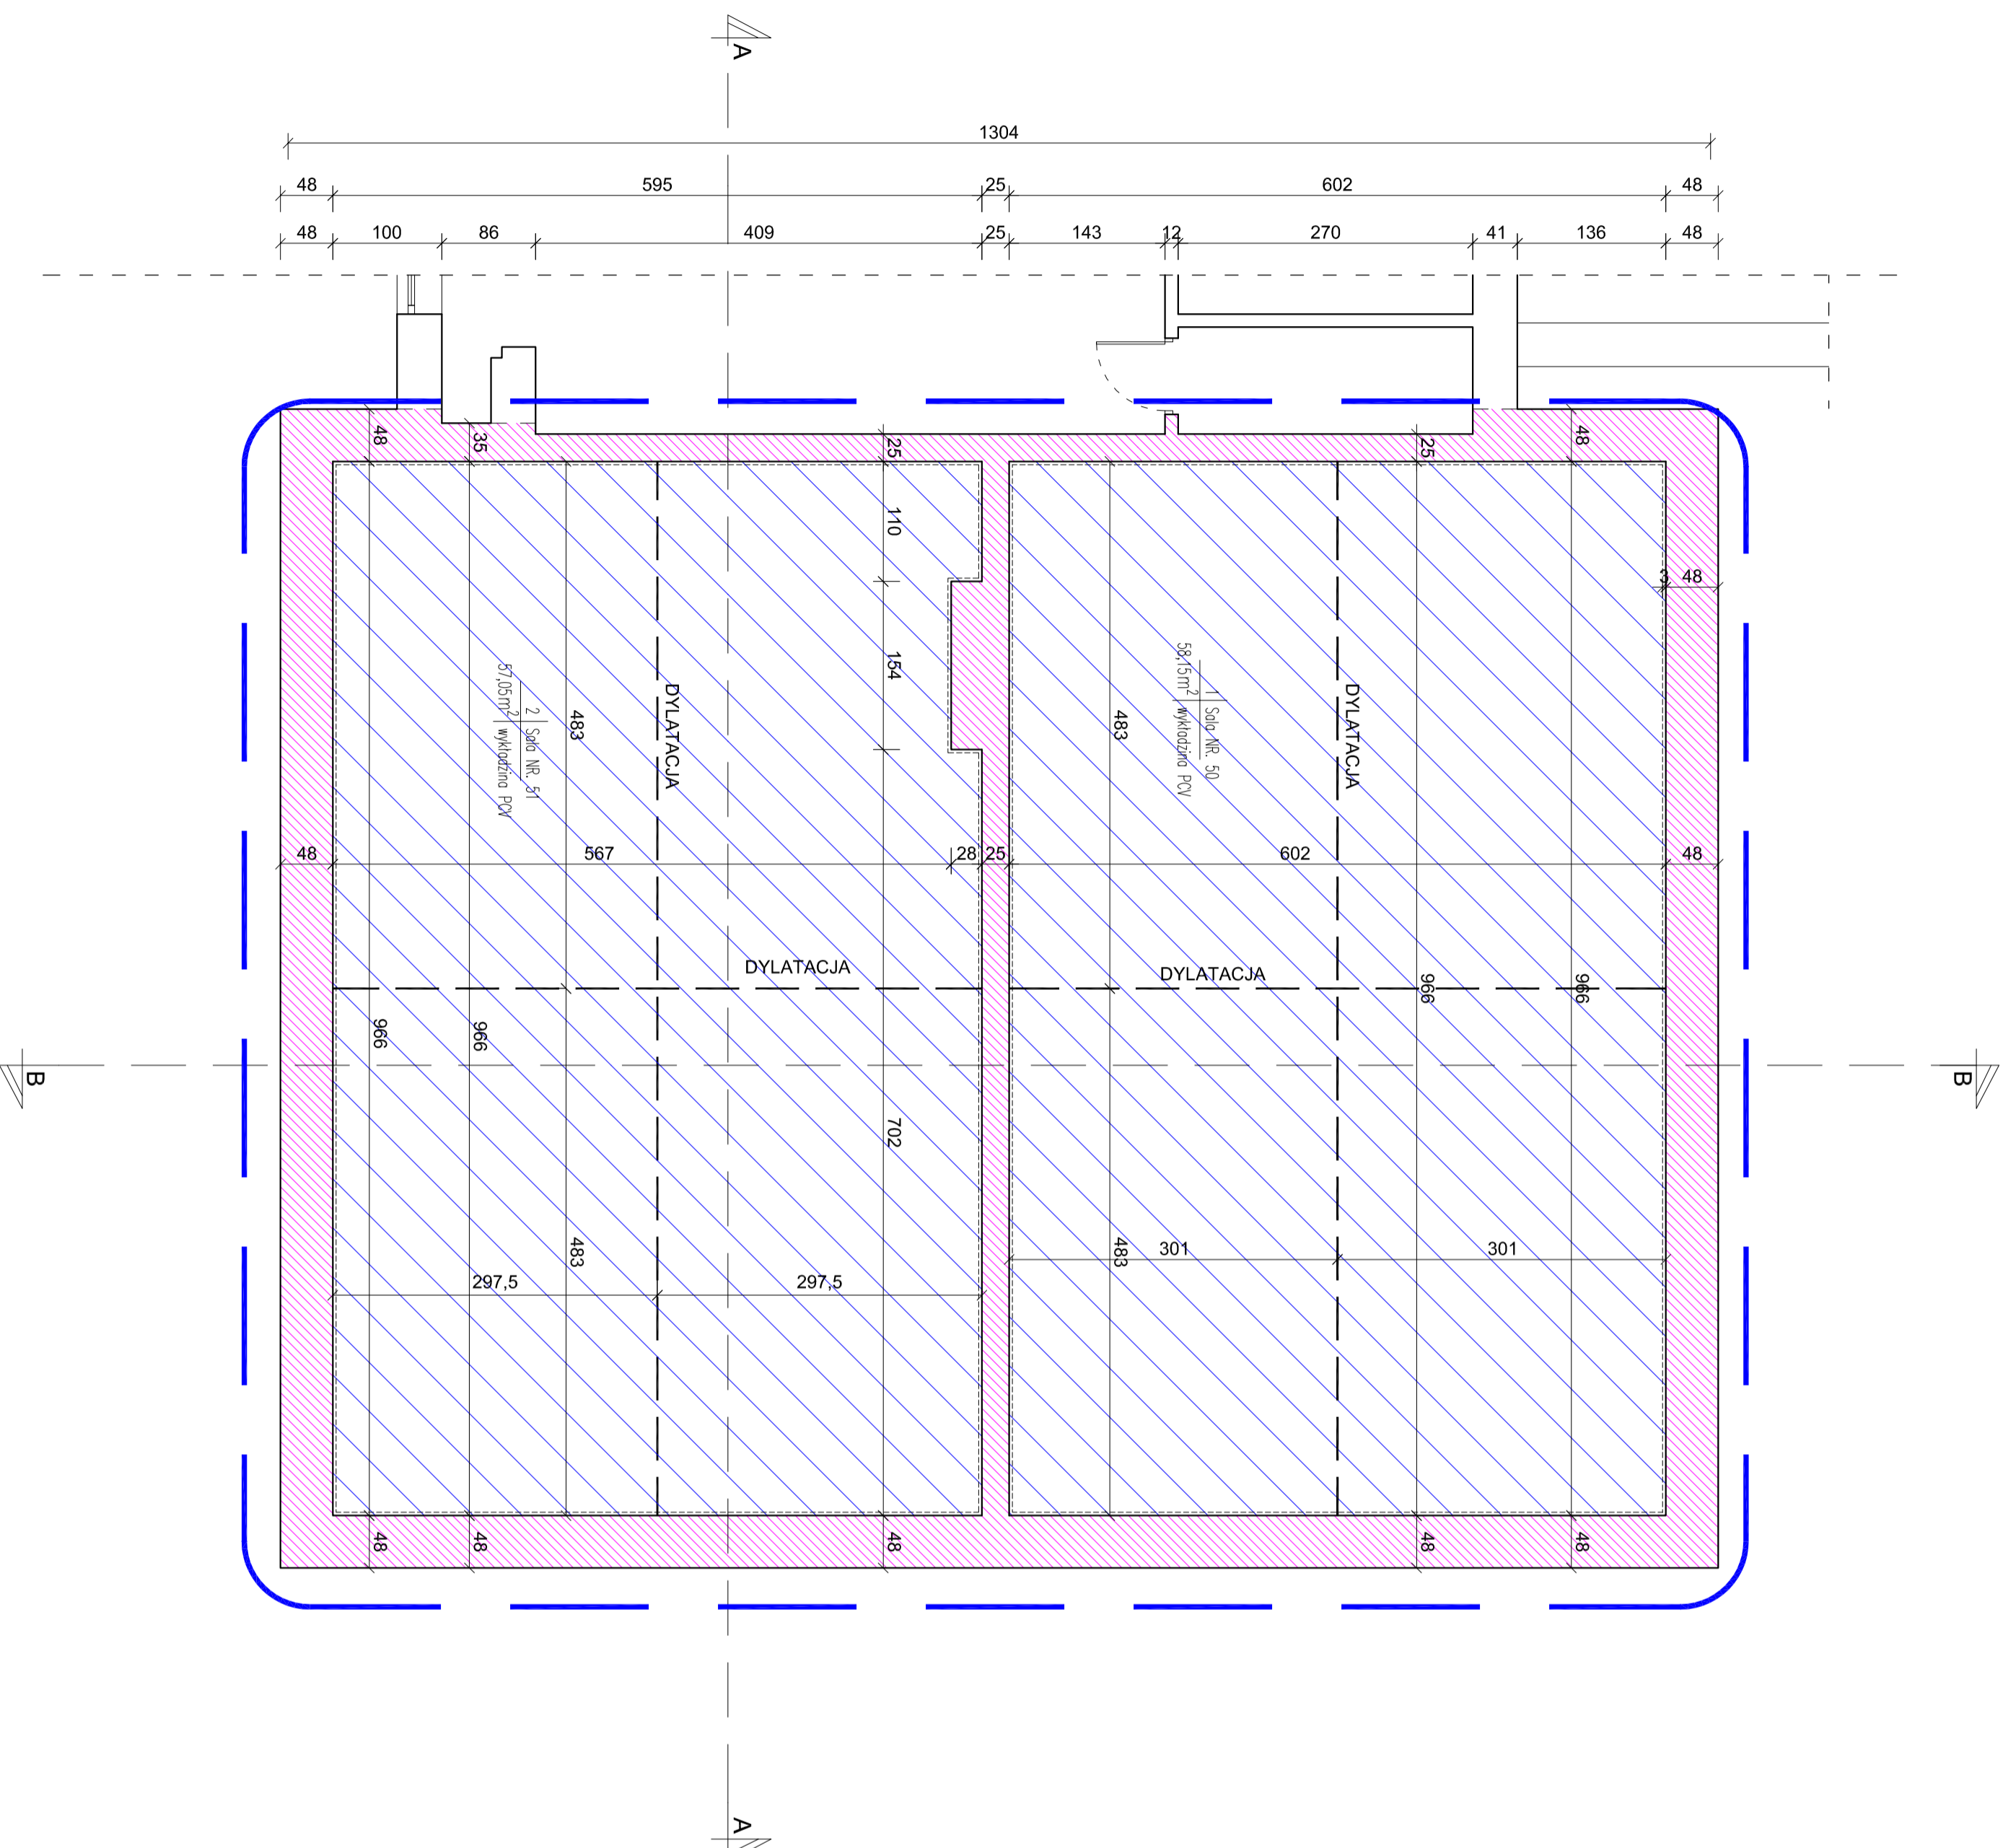 A
1304
48 595 25 602 48
48 100 86 409 25 143 12 270 41 136 48
48 35 25 25 48
110
3 48
154
2 Sala NR. 51
57,05m2 wykładzina PCV
483
DYLATACJA
1 Sala NR. 50
58,15m2 wykładzina PCV
483
DYLATACJA
48 567 28 25 602 48
DYLATACJA
DYLATACJA
966 966 966 966
B
B
702
483
483
301 301
297,5 297,5
48 48 48 48 48
A